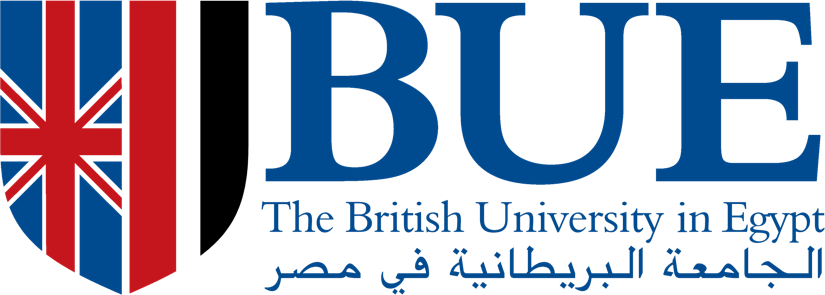 BUE
The British University in Egypt
الجامعة البريطانية في مصر